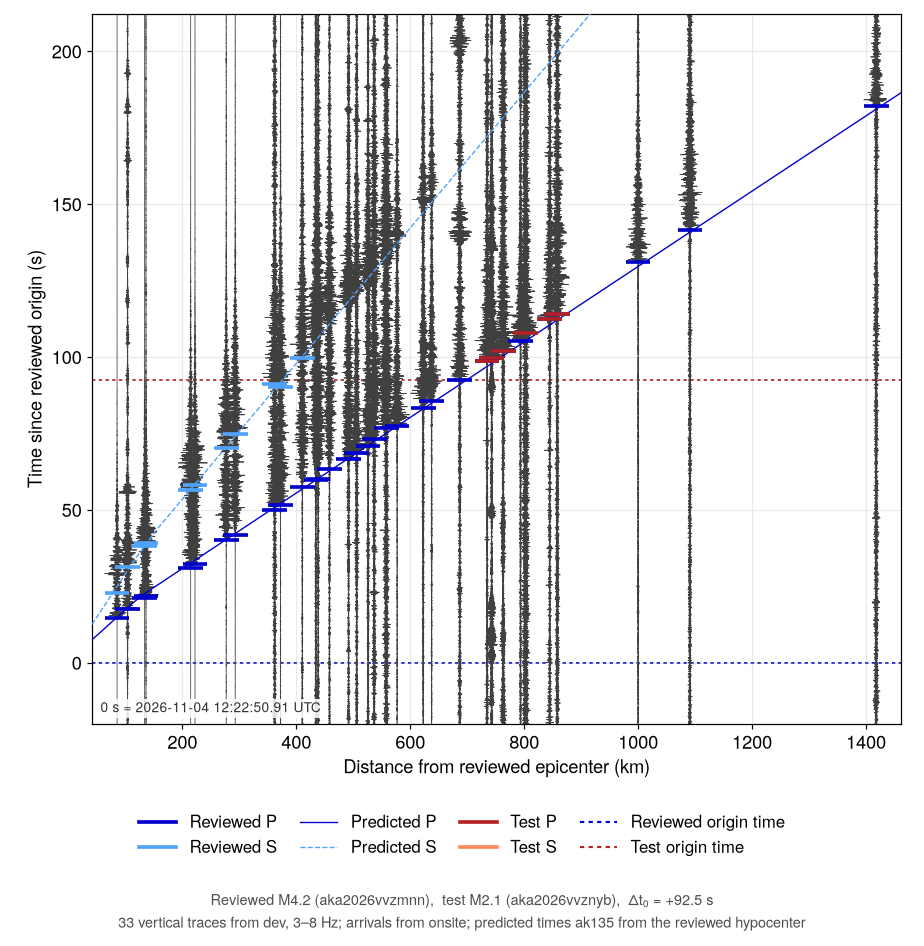 200
150
100
50
0
Time since reviewed origin (s)
0 s = 2026-11-04 12:22:50.91 UTC
200 400 600 800 1000 1200 1400
Distance from reviewed epicenter (km)
Reviewed P Predicted P Test P Reviewed origin time
Reviewed S Predicted S Test S Test origin time
Reviewed M4.2 (aka2026vvzmnn), test M2.1 (aka2026vvznyb), Δt₀ = +92.5 s
33 vertical traces from dev, 3–8 Hz; arrivals from onsite; predicted times ak135 from the reviewed hypocenter